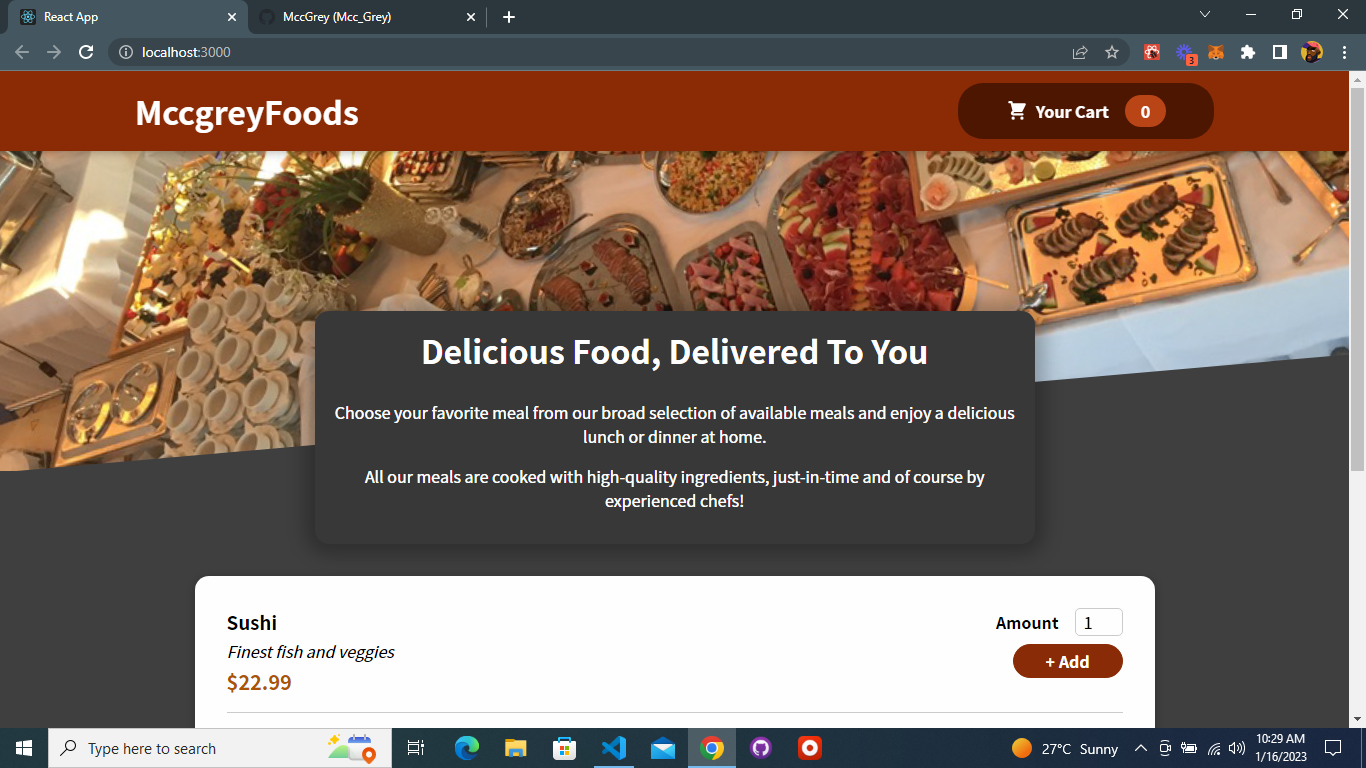 React App
MccGrey (Mcc_Grey)
localhost:3000
3
MccgreyFoods
Your Cart 0
Delicious Food, Delivered To You
Choose your favorite meal from our broad selection of available meals and enjoy a delicious
lunch or dinner at home.
All our meals are cooked with high-quality ingredients, just-in-time and of course by
experienced chefs!
Sushi
Finest fish and veggies
$22.99
Amount 1
+ Add
Type here to search
27°C Sunny
10:29 AM
1/16/2023